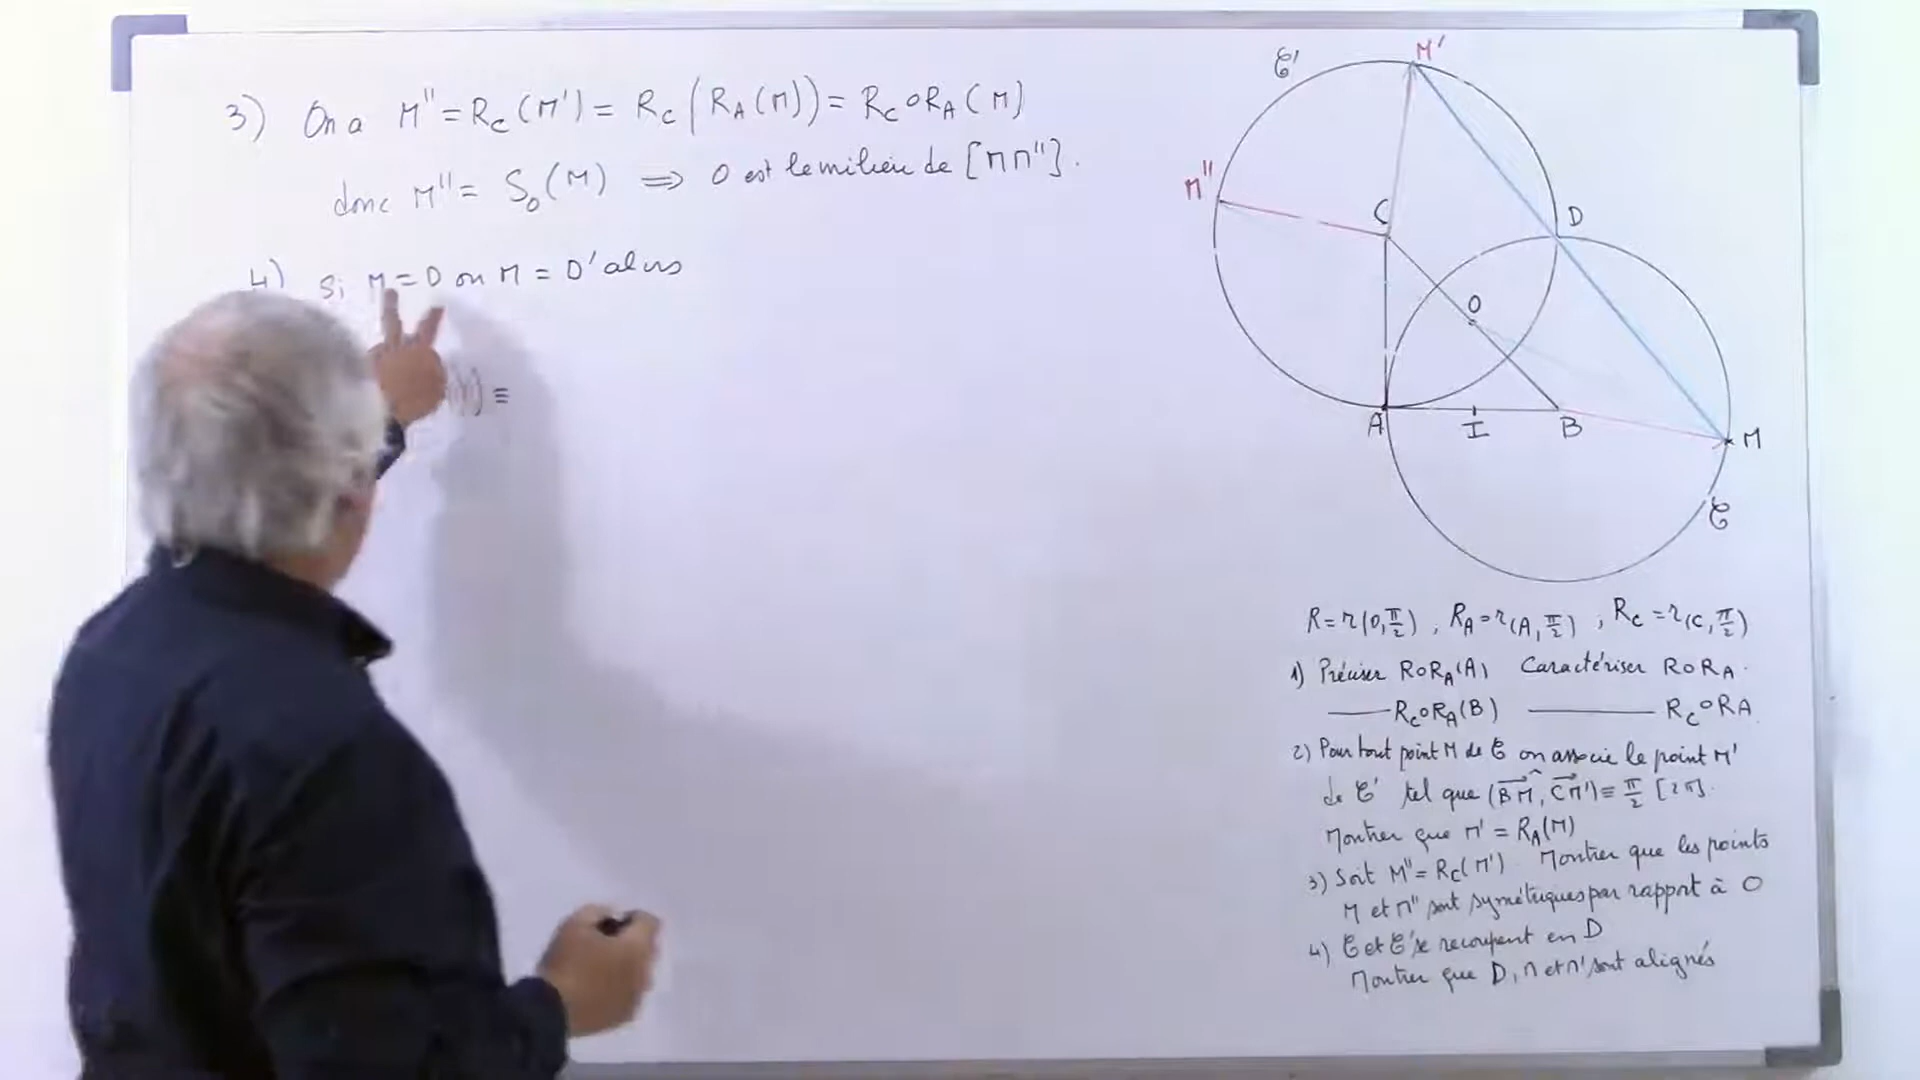 3) On a M'' = R_C(M') = R_C(R_A(M)) = R_C∘R_A(M)
donc M'' = S_O(M) ⟹ O est le milieu de [MM''].
4) Si M = D ou M = D' alors
≡
C'
M'
M''
C
D
O
A
I
B
M
C
R = r(O, π/2), R_A = r(A, π/2), R_C = r(C, π/2)
1) Préciser R∘R_A(A) Caractériser R∘R_A.
—— R_C∘R_A(B) —— R_C∘R_A.
2) Pour tout point M de C on associe le point M'
de C' tel que (BM, CM') ≡ π/2 [2π].
Montrer que M' = R_A(M)
3) Soit M'' = R_C(M'). Montrer que les points
M et M'' sont symétriques par rapport à O
4) C et C' se recoupent en D
Montrer que D, M et M' sont alignés